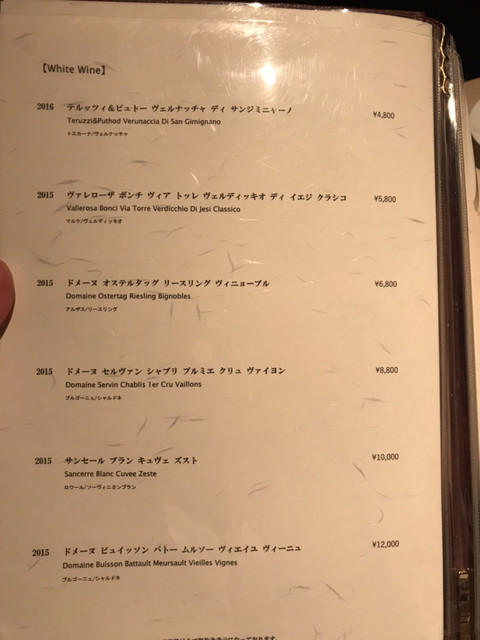 【White Wine】
2016 テルッツィ&ピュトー ヴェルナッチャ ディ サンジミニャーノ ¥4,800
Teruzzi&Puthod Verunaccia Di San Gimignano
トスカーナ/ヴェルナッチャ
2015 ヴァレローザ ボンチ ヴィア トッレ ヴェルディッキオ ディ イエジ クラシコ ¥5,800
Vallerosa Bonci Via Torre Verdicchio Di Jesi Classico
マルケ/ヴェルディッキオ
2015 ドメーヌ オステルタッグ リースリング ヴィニョーブル ¥6,800
Domaine Ostertag Riesling Bignobles
アルザス/リースリング
2015 ドメーヌ セルヴァン シャブリ プルミエ クリュ ヴァイヨン ¥8,800
Domaine Servin Chablis 1er Cru Vaillons
ブルゴーニュ/シャルドネ
2015 サンセール ブラン キュヴェ ズスト ¥10,000
Sancerre Blanc Cuvee Zeste
ロワール/ソーヴィニヨンブラン
2015 ドメーヌ ビュイッソン バトー ムルソー ヴィエイユ ヴィーニュ ¥12,000
Domaine Buisson Battault Meursault Vieilles Vignes
ブルゴーニュ/シャルドネ